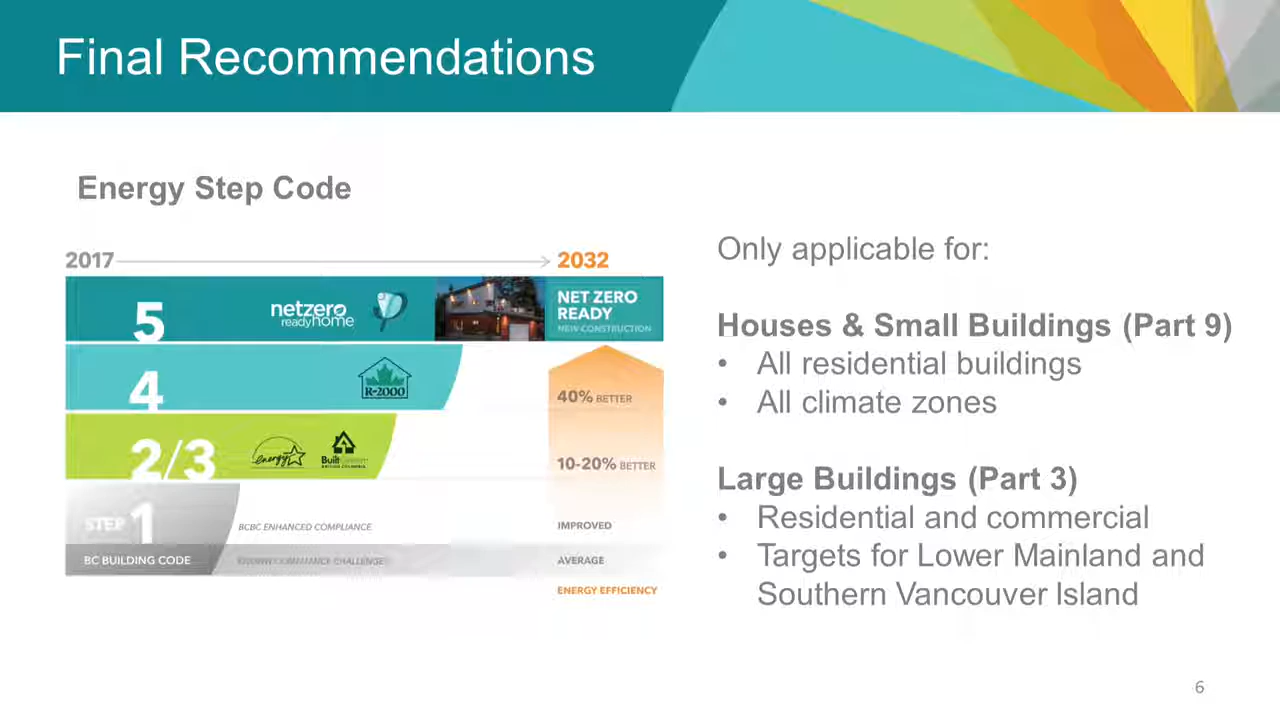 Final Recommendations
Energy Step Code
2017
2032
5
netzero
readyhome
NET ZERO
READY
NEW CONSTRUCTION
4
R-2000
40% BETTER
2/3
energy
Built
10-20% BETTER
STEP 1
BCBC ENHANCED COMPLIANCE
IMPROVED
BC BUILDING CODE
AVERAGE
ENERGY EFFICIENCY
Only applicable for:
Houses & Small Buildings (Part 9)
• All residential buildings
• All climate zones
Large Buildings (Part 3)
• Residential and commercial
• Targets for Lower Mainland and
Southern Vancouver Island
6